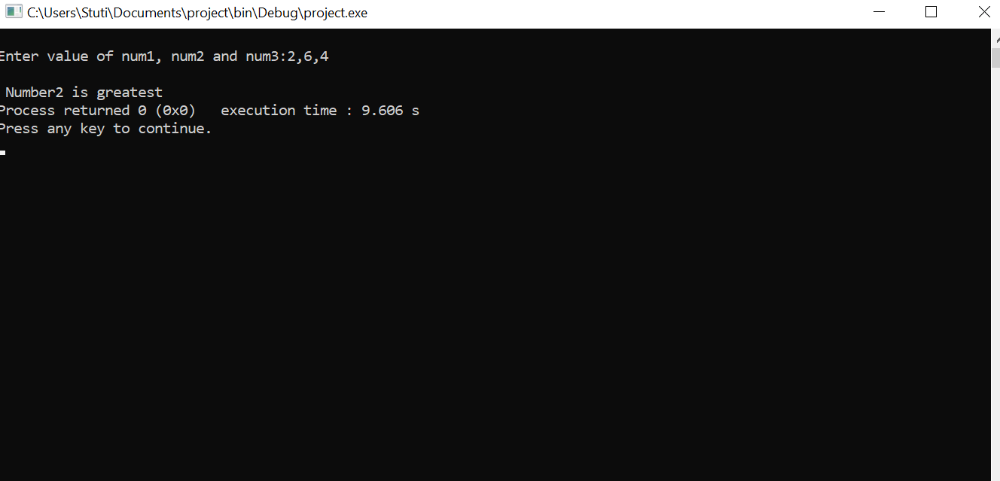 C:\Users\Stuti\Documents\project\bin\Debug\project.exe
Enter value of num1, num2 and num3:2,6,4
Number2 is greatest
Process returned 0 (0x0)   execution time : 9.606 s
Press any key to continue.